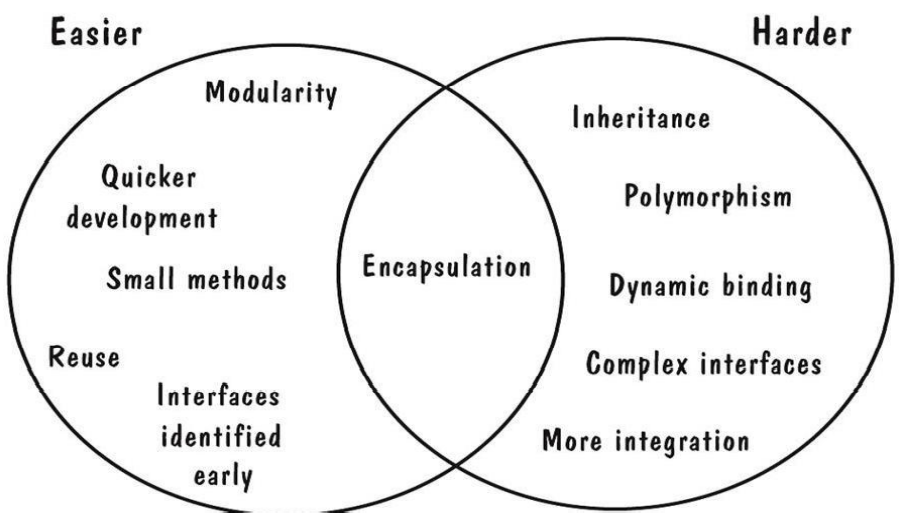 Easier
Harder
Modularity
Quicker
development
Small methods
Reuse
Interfaces
identified
early
Encapsulation
Inheritance
Polymorphism
Dynamic binding
Complex interfaces
More integration